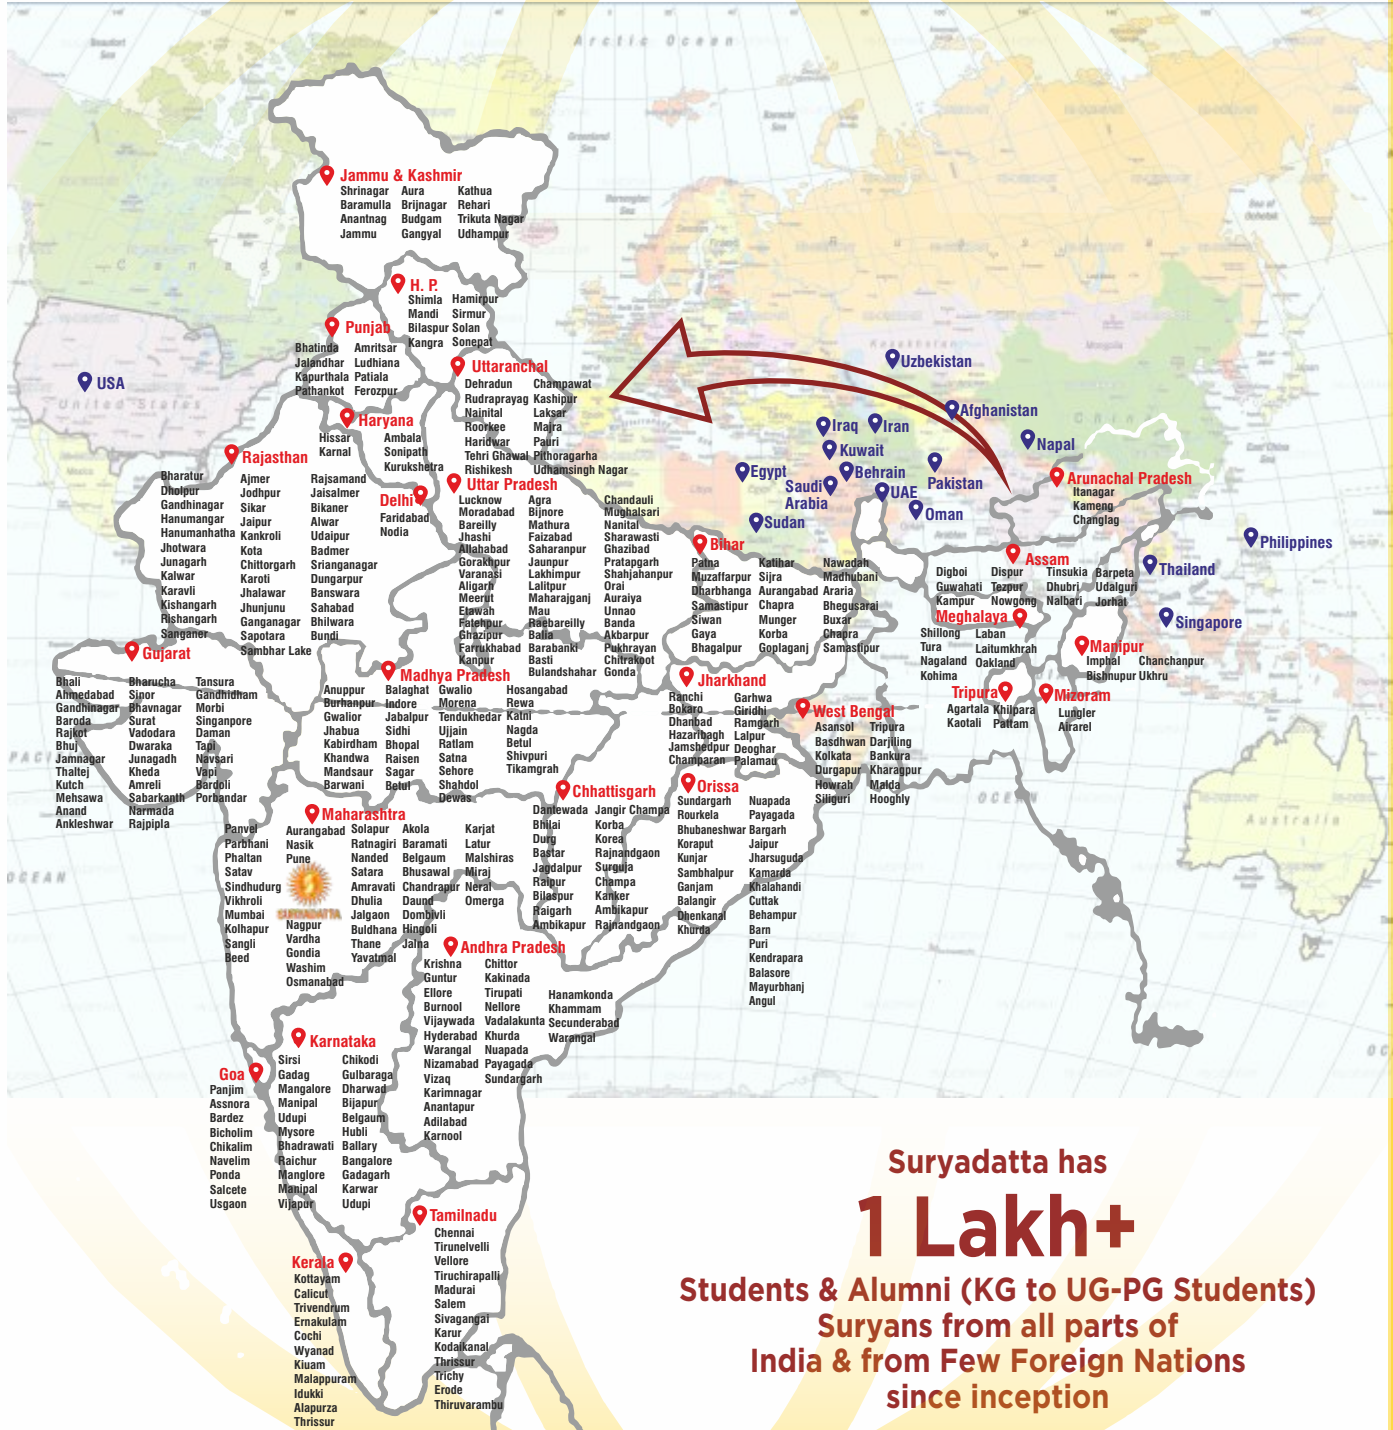 Arctic Ocean
Jammu & Kashmir
Shrinagar Aura Kathua
Baramulla Brijnagar Rehari
Anantnag Budgam Trikuta Nagar
Jammu Gangyal Udhampur
H. P.
Shimla Hamirpur
Mandi Sirmur
Bilaspur Solan
Kangra Sonepat
Punjab
Bhatinda Amritsar
Jalandhar Ludhiana
Kapurthala Patiala
Pathankot Ferozpur
Uttaranchal
Dehradun Champawat
Rudraprayag Kashipur
Nainital Laksar
Roorkee Majra
Haridwar Pauri
Tehri Ghawal Pithoragarha
Rishikesh Udhamsingh Nagar
USA
United States
Canada
Haryana
Hissar Ambala
Karnal Sonipath
Kurukshetra
Rajasthan
Bharatur
Dholpur
Gandhinagar
Hanumangar
Hanumanhatha
Jhotwara
Junagarh
Kalwar
Karavli
Kishangarh
Rishangarh
Sanganer
Ajmer
Jodhpur
Sikar
Jaipur
Kankroli
Kota
Chittorgarh
Karoti
Jhalawar
Jhunjunu
Ganganagar
Sapotara
Sambhar Lake
Rajsamand
Jaisalmer
Bikaner
Alwar
Udaipur
Badmer
Srianganagar
Dungarpur
Banswara
Sahabad
Bhilwara
Bundi
Delhi
Faridabad
Nodia
Uttar Pradesh
Lucknow
Moradabad
Bareilly
Jhashi
Allahabad
Gorakhpur
Varanasi
Aligarh
Meerut
Etawah
Fatehpur
Ghazipur
Farrukhabad
Kanpur
Agra
Bijnore
Mathura
Faizabad
Saharanpur
Jaunpur
Lakhimpur
Lalitpur
Maharajganj
Mau
Raebareilly
Balia
Barabanki
Basti
Bulandshahar
Chandauli
Mughalsari
Nanital
Sharawasti
Ghazibad
Pratapgarh
Shahjahanpur
Orai
Auraiya
Unnao
Banda
Akbarpur
Pukhrayan
Chitrakoot
Gonda
Uzbekistan
Afghanistan
Iraq
Iran
Kuwait
Napal
Egypt
Behrain
Pakistan
Saudi
Arabia
UAE
Oman
Sudan
Philippines
Thailand
Singapore
Arunachal Pradesh
Itanagar
Kameng
Changlag
Bihar
Patna Katihar Nawadah
Muzaffarpur Sijra Madhubani
Dharbhanga Aurangabad Araria
Samastipur Chapra Bhegusarai
Siwan Munger Buxar
Gaya Korba Chapra
Bhagalpur Goplaganj Samastipur
Assam
Digboi Dispur Tinsukia Barpeta
Guwahati Tezpur Dhubri Udalguri
Kampur Nowgong Nalbari Jorhat
Meghalaya
Shillong Laban
Tura Laitumkhrah
Nagaland Oakland
Kohima
Manipur
Imphal Chanchanpur
Bishnupur Ukhru
Tripura
Agartala Khilpara
Kaotali Pattam
Mizoram
Lungler
Airarel
Gujarat
Bhali
Ahmedabad
Gandhinagar
Baroda
Rajkot
Bhuj
Jamnagar
Thaltej
Kutch
Mehsawa
Anand
Ankleshwar
Bharucha
Sinor
Bhavnagar
Surat
Vadodara
Dwaraka
Junagadh
Kheda
Amreli
Sabarkanth
Narmada
Rajpipla
Tansura
Gandhidham
Morbi
Singanpore
Daman
Tapi
Navsari
Vapi
Bardoli
Porbandar
Madhya Pradesh
Anuppur
Burhanpur
Gwalior
Jhabua
Kabirdham
Khandwa
Mandsaur
Barwani
Balaghat
Indore
Jabalpur
Sidhi
Bhopal
Raisen
Sagar
Betul
Gwalio
Morena
Tendukhedar
Ujjain
Ratlam
Satna
Sehore
Shahdol
Dewas
Hosangabad
Rewa
Katni
Nagda
Betul
Shivpuri
Tikamgrah
Jharkhand
Ranchi Garhwa
Bokaro Giridhi
Dhanbad Ramgarh
Hazaribagh Lalpur
Jamshedpur Deoghar
Champaran Palamau
West Bengal
Asansol Tripura
Basdhwan Darjiling
Kolkata Bankura
Durgapur Kharagpur
Howrah Malda
Siliguri Hooghly
Chhattisgarh
Dantewada Jangir Champa
Bhilai Korba
Durg Korea
Bastar Rajnandgaon
Jagdalpur Surguja
Raipur Champa
Bilaspur Kanker
Raigarh Ambikapur
Ambikapur Rajnandgaon
Orissa
Sundargarh
Rourkela
Bhubaneshwar
Koraput
Kunjar
Sambhalpur
Ganjam
Balangir
Dhenkanal
Khurda
Nuapada
Payagada
Bargarh
Jaipur
Jharsuguda
Kamarda
Khalahandi
Cuttak
Behampur
Barn
Puri
Kendrapara
Balasore
Mayurbhanj
Angul
Maharashtra
Panvel
Parbhani
Phaltan
Satav
Sindhudurg
Vikhroli
Mumbai
Kolhapur
Sangli
Beed
Aurangabad
Nasik
Pune
SURYADATTA
Nagpur
Vardha
Gondia
Washim
Osmanabad
Solapur
Ratnagiri
Nanded
Satara
Amravati
Dhulia
Jalgaon
Buldhana
Thane
Yavatmal
Akola
Baramati
Belgaum
Bhusawal
Chandrapur
Daund
Dombivli
Hingoli
Jalna
Karjat
Latur
Malshiras
Miraj
Neral
Omerga
Andhra Pradesh
Krishna
Guntur
Ellore
Burnool
Vijaywada
Hyderabad
Warangal
Nizamabad
Vizaq
Karimnagar
Anantapur
Adilabad
Karnool
Chittor
Kakinada
Tirupati
Nellore
Vadalakunta
Khurda
Nuapada
Payagada
Sundargarh
Hanamkonda
Khammam
Secunderabad
Warangal
Karnataka
Sirsi Chikodi
Gadag Gulbaraga
Mangalore Dharwad
Manipal Bijapur
Udupi Belgaum
Mysore Hubli
Bhadrawati Ballary
Raichur Bangalore
Manglore Gadagarh
Manipal Karwar
Vijapur Udupi
Goa
Panjim
Assnora
Bardez
Bicholim
Chikalim
Navelim
Ponda
Salcete
Usgaon
Tamilnadu
Chennai
Tirunelvelli
Vellore
Tiruchirapalli
Madurai
Salem
Sivagangai
Karur
Kodaikanal
Thrissur
Trichy
Erode
Thiruvarambu
Kerala
Kottayam
Calicut
Trivendrum
Ernakulam
Cochi
Wyanad
Kiuam
Malappuram
Idukki
Alapurza
Thrissur
OCEAN
OCEAN
Australia
Suryadatta has
1 Lakh+
Students & Alumni (KG to UG-PG Students)
Suryans from all parts of
India & from Few Foreign Nations
since inception